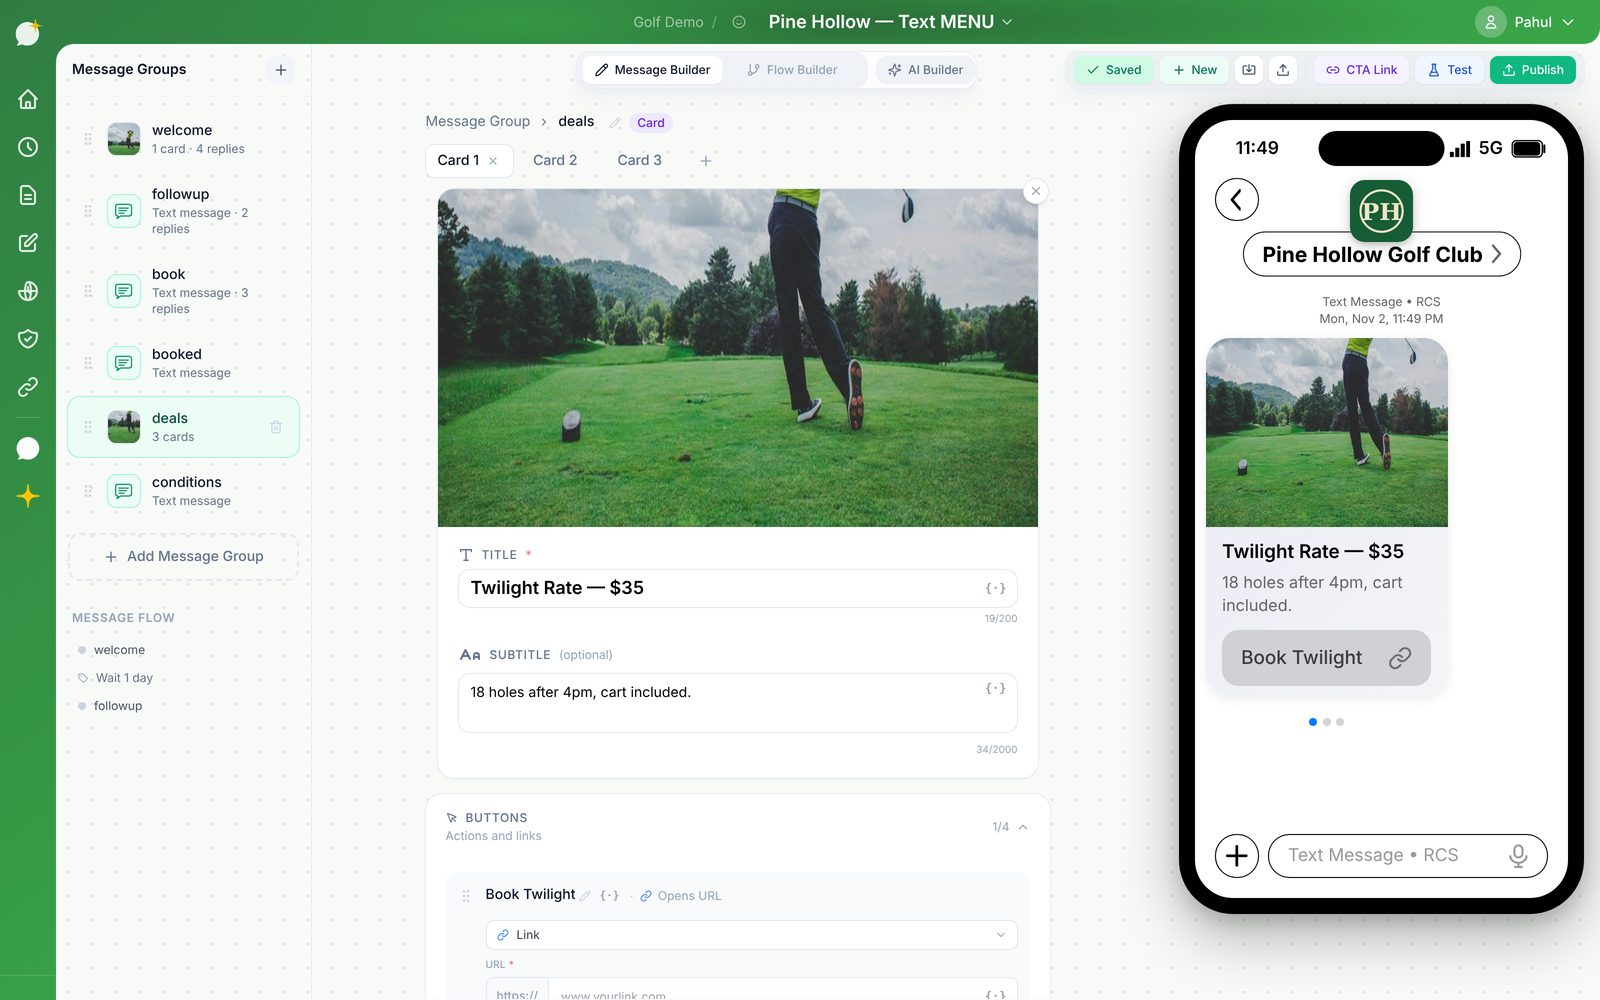 Golf Demo / Pine Hollow — Text MENU
Pahul
Message Groups
welcome
1 card · 4 replies
followup
Text message · 2
replies
book
Text message · 3
replies
booked
Text message
deals
3 cards
conditions
Text message
Add Message Group
MESSAGE FLOW
welcome
Wait 1 day
followup
Message Builder
Flow Builder
AI Builder
Saved
New
CTA Link
Test
Publish
Message Group › deals Card
Card 1
Card 2
Card 3
TITLE *
Twilight Rate — $35
{·}
19/200
SUBTITLE (optional)
18 holes after 4pm, cart included.
{·}
34/2000
BUTTONS
Actions and links
1/4
Book Twilight {·} · Opens URL
Link
URL *
https:// www.yourlink.com {·}
11:49
5G
PH
Pine Hollow Golf Club
Text Message • RCS
Mon, Nov 2, 11:49 PM
Twilight Rate — $35
18 holes after 4pm, cart
included.
Book Twilight
Text Message • RCS